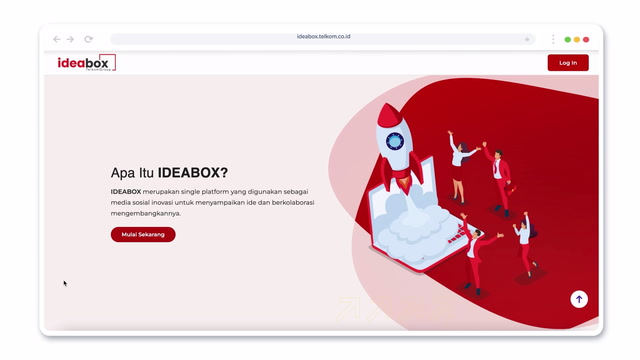 ideabox.telkom.co.id
ideabox
Log In
Apa Itu IDEABOX?
IDEABOX merupakan single platform yang digunakan sebagai
media sosial inovasi untuk menyampaikan ide dan berkolaborasi
mengembangkannya.
Mulai Sekarang